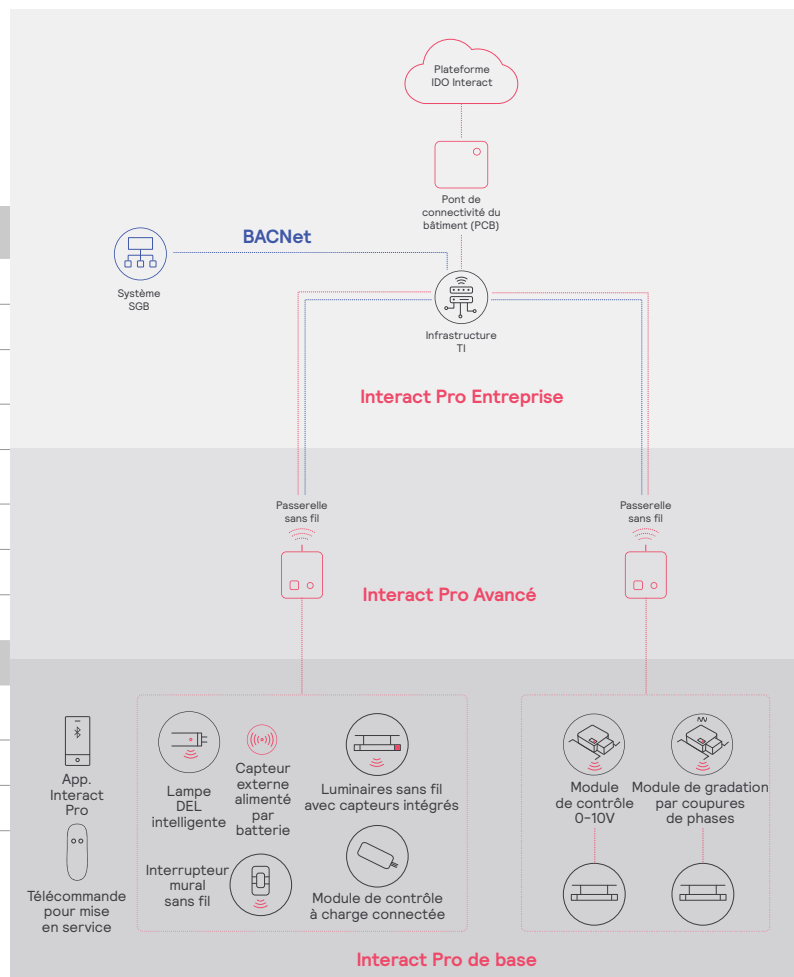 Plateforme
IDO Interact
Pont de
connectivité du
bâtiment (PCB)
BACNet
Système
SGB
Infrastructure
TI
Interact Pro Entreprise
Passerelle
sans fil
Passerelle
sans fil
Interact Pro Avancé
App.
Interact
Pro
Télécommande
pour mise
en service
Lampe
DEL
intelligente
Capteur
externe
alimenté
par
batterie
Luminaires sans fil
avec capteurs intégrés
Interrupteur
mural
sans fil
Module de contrôle
à charge connectée
Module
de contrôle
0-10V
Module de gradation
par coupures
de phases
Interact Pro de base